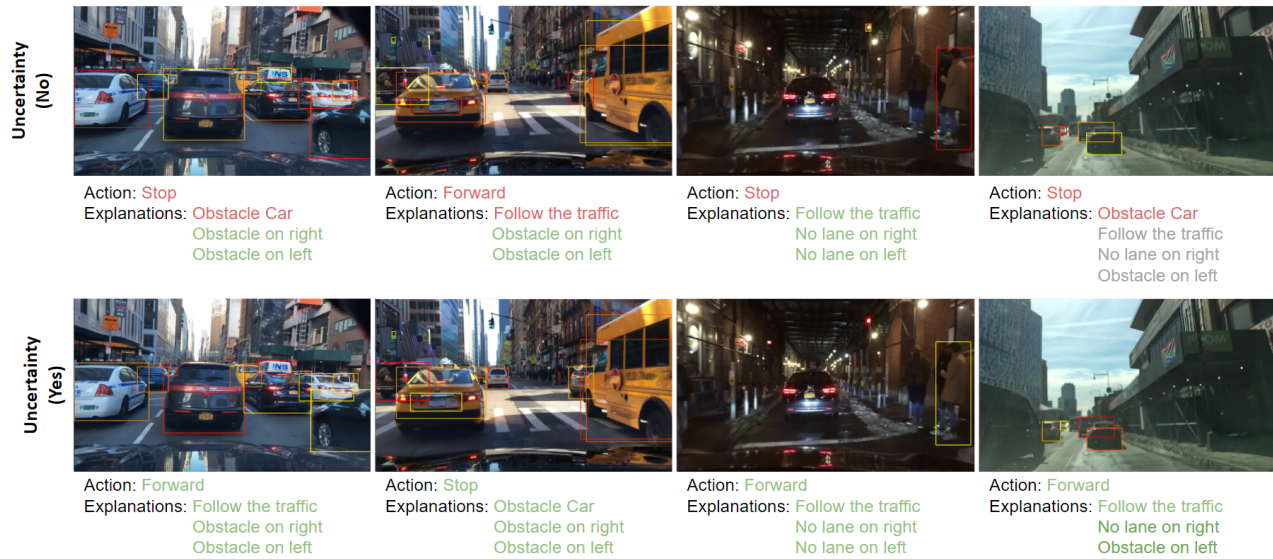 Uncertainty
(No)
Action: Stop
Explanations: Obstacle Car
Obstacle on right
Obstacle on left
Action: Forward
Explanations: Follow the traffic
Obstacle on right
Obstacle on left
Action: Stop
Explanations: Follow the traffic
No lane on right
No lane on left
Action: Stop
Explanations: Obstacle Car
Follow the traffic
No lane on right
Obstacle on left
Uncertainty
(Yes)
Action: Forward
Explanations: Follow the traffic
Obstacle on right
Obstacle on left
Action: Stop
Explanations: Obstacle Car
Obstacle on right
Obstacle on left
Action: Forward
Explanations: Follow the traffic
No lane on right
No lane on left
Action: Forward
Explanations: Follow the traffic
No lane on right
Obstacle on left